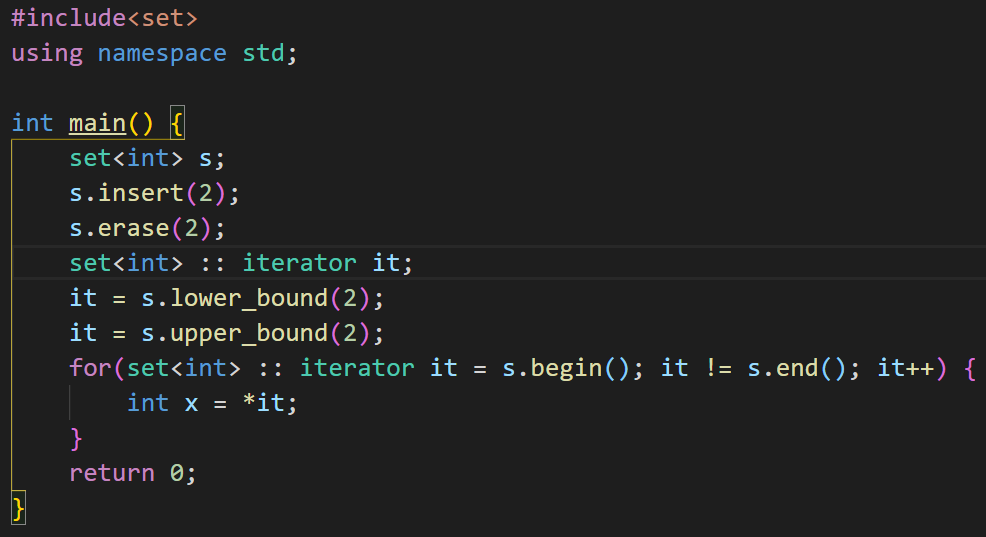 #include<set>
using namespace std;

int main() {
    set<int> s;
    s.insert(2);
    s.erase(2);
    set<int> :: iterator it;
    it = s.lower_bound(2);
    it = s.upper_bound(2);
    for(set<int> :: iterator it = s.begin(); it != s.end(); it++) {
        int x = *it;
    }
    return 0;
}